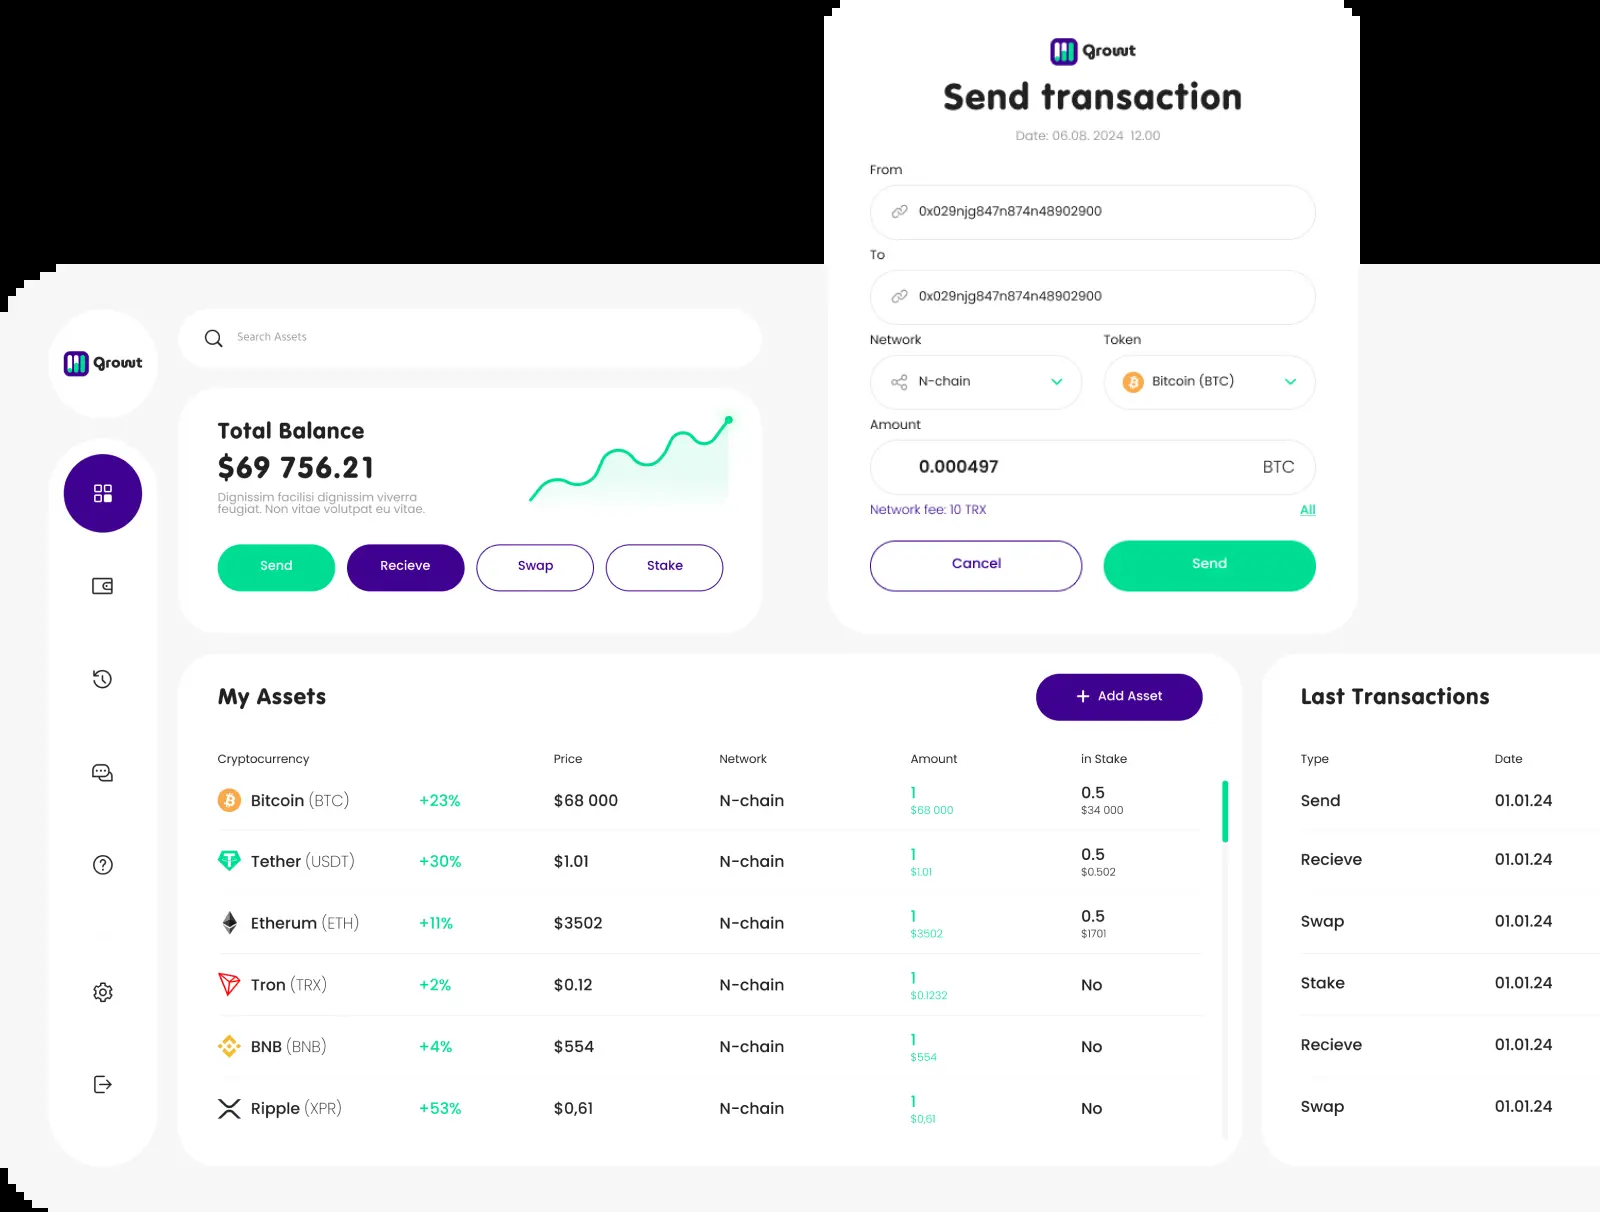 Growt
Send transaction
Date: 06.08. 2024 12.00
From
0x029njg847n874n48902900
To
0x029njg847n874n48902900
Network
Token
N-chain
Bitcoin (BTC)
Amount
0.000497 BTC
Network fee: 10 TRX
All
Cancel
Send
Growt
Search Assets
Total Balance
$69 756.21
Dignissim facilisi dignissim viverra
feugiat. Non vitae volutpat eu vitae.
Send
Recieve
Swap
Stake
My Assets
+ Add Asset
Cryptocurrency Price Network Amount in Stake
Bitcoin (BTC) +23% $68 000 N-chain 1 0.5
$68 000 $34 000
Tether (USDT) +30% $1.01 N-chain 1 0.5
$1.01 $0.502
Etherum (ETH) +11% $3502 N-chain 1 0.5
$3502 $1701
Tron (TRX) +2% $0.12 N-chain 1 No
$0.1232
BNB (BNB) +4% $554 N-chain 1 No
$554
Ripple (XPR) +53% $0,61 N-chain 1 No
$0,61
Last Transactions
Type Date
Send 01.01.24
Recieve 01.01.24
Swap 01.01.24
Stake 01.01.24
Recieve 01.01.24
Swap 01.01.24